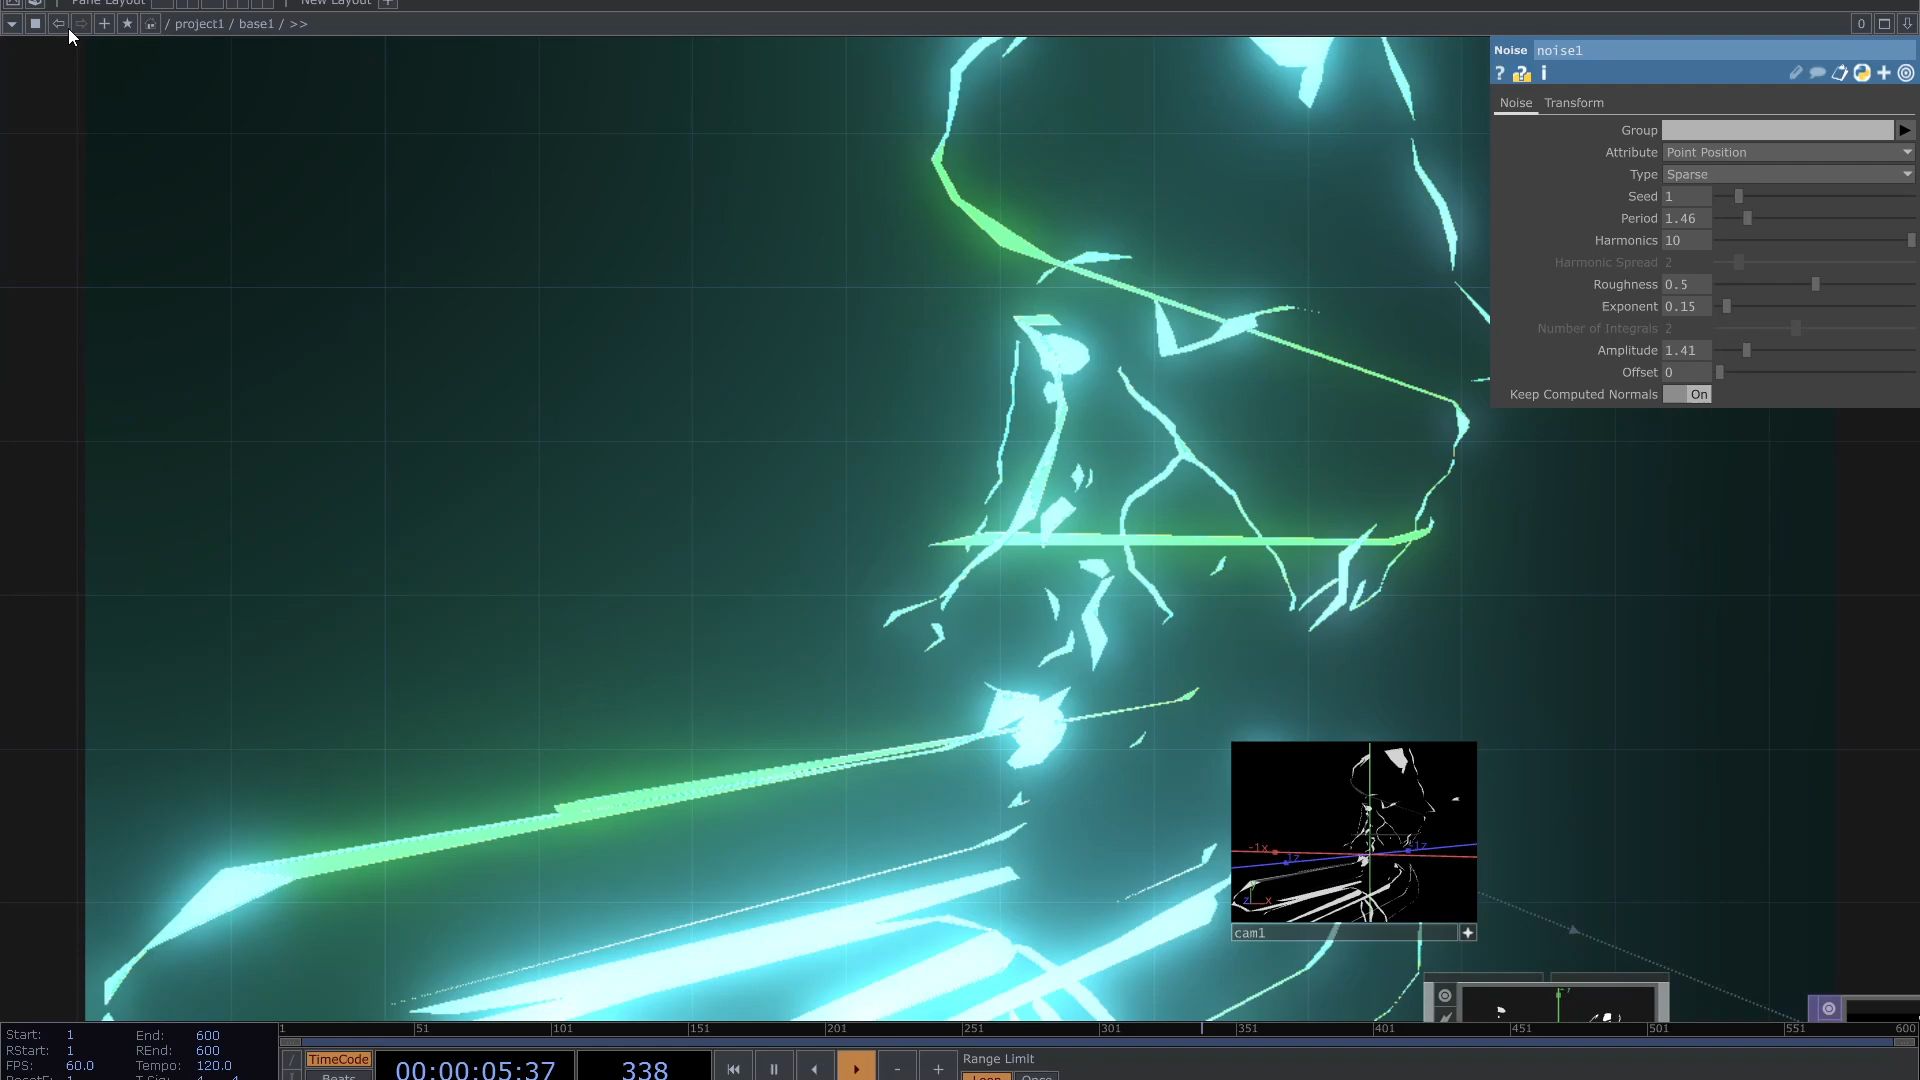 Pane Layout New Layout +
/ project1 / base1 / >> 0
Noise noise1
? ? i
Noise Transform
Group
Attribute Point Position
Type Sparse
Seed 1
Period 1.46
Harmonics 10
Harmonic Spread 2
Roughness 0.5
Exponent 0.15
Number of Integrals 2
Amplitude 1.41
Offset 0
Keep Computed Normals On
-1x 1z -1z
z x
cam1
1 51 101 151 201 251 301 351 401 451 501 551 600
Start: 1 End: 600
RStart: 1 REnd: 600
FPS: 60.0 Tempo: 120.0
TimeCode
Beats
00:00:05:37 338
- +
Range Limit
Loop Once